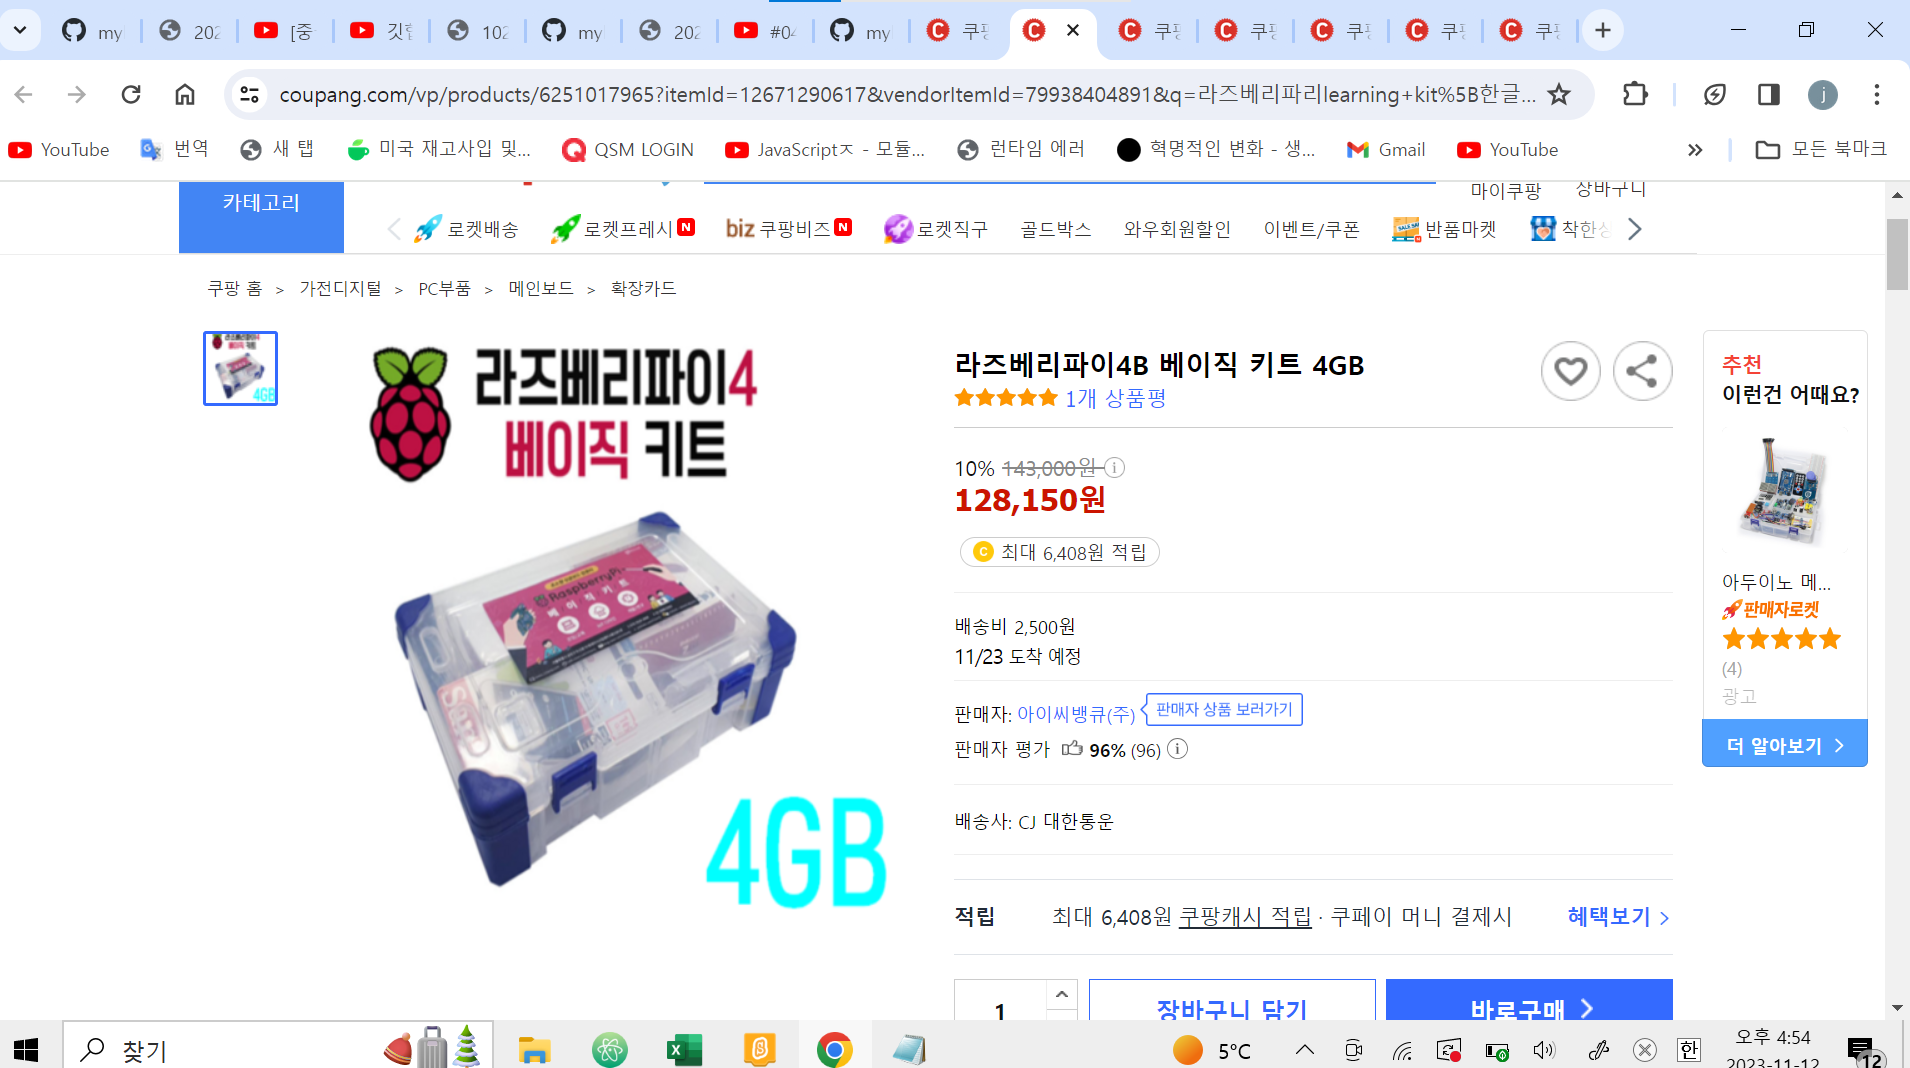 my
202
[중
깃헙
102
my
202
#04
my
쿠팡
쿠팡
쿠팡
쿠팡
쿠팡
쿠팡
coupang.com/vp/products/6251017965?itemId=12671290617&vendorItemId=79938404891&q=라즈베리파리learning+kit%5B한글...
j
YouTube
번역
새 탭
미국 재고사입 및...
QSM LOGIN
JavaScriptㅈ - 모듈...
런타임 에러
혁명적인 변화 - 생...
Gmail
YouTube
»
모든 북마크
카테고리
마이쿠팡
장바구니
로켓배송
로켓프레시
N
biz 쿠팡비즈
N
로켓직구
골드박스
와우회원할인
이벤트/쿠폰
반품마켓
착한상
쿠팡 홈 > 가전디지털 > PC부품 > 메인보드 > 확장카드
라즈베리파이4
베이직 키트
RaspberryPi
베이직키트
4GB
라즈베리파이4B 베이직 키트 4GB
1개 상품평
10% 143,000원
128,150원
C 최대 6,408원 적립
배송비 2,500원
11/23 도착 예정
판매자: 아이씨뱅큐(주)
판매자 상품 보러가기
판매자 평가 96% (96)
배송사: CJ 대한통운
적립
최대 6,408원 쿠팡캐시 적립 · 쿠페이 머니 결제시
혜택보기
1
장바구니 담기
바로구매
추천
이런건 어때요?
아두이노 메...
판매자로켓
(4)
광고
더 알아보기
찾기
5°C
한
오후 4:54
2023-11-12
12